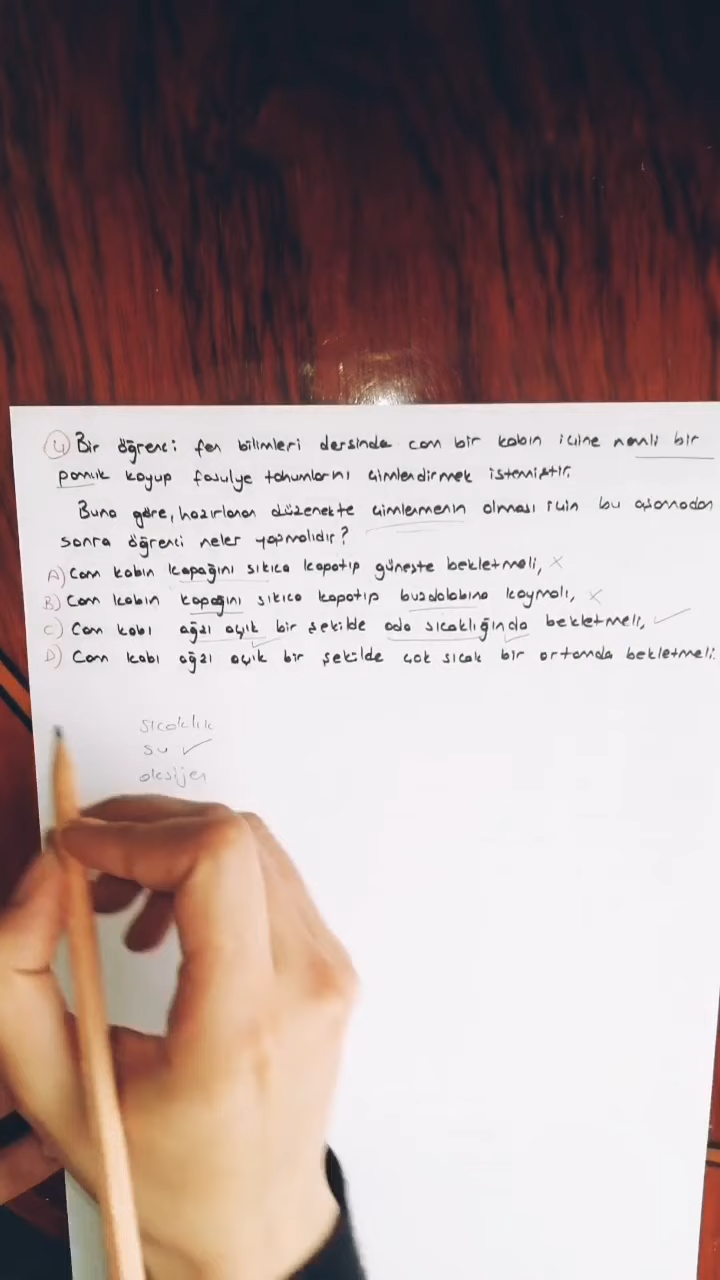 4) Bir öğrenci fen bilimleri dersinde cam bir kabın içine nemli bir
pamuk koyup fasulye tohumlarını çimlendirmek istemiştir.
Buna göre, hazırlanan düzenekte çimlenmenin olması için bu aşamadan
sonra öğrenci neler yapmalıdır?
A) Cam kabın kapağını sıkıca kapatıp güneşte bekletmeli,
B) Cam kabın kapağını sıkıca kapatıp buzdolabına koymalı,
C) Cam kabı ağzı açık bir şekilde oda sıcaklığında bekletmeli,
D) Cam kabı ağzı açık bir şekilde çok sıcak bir ortamda bekletmeli.
sıcaklık
su
oksijen